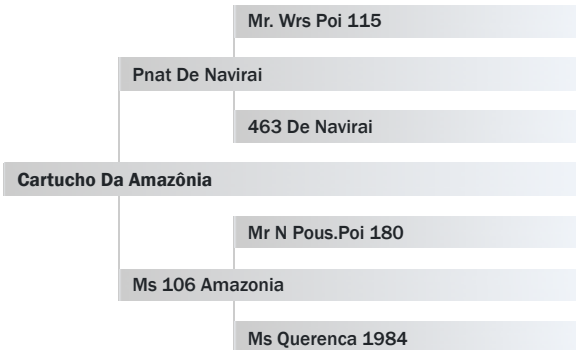 Mr. Wrs Poi 115
Pnat De Navirai
463 De Navirai
Cartucho Da Amazônia
Mr N Pous.Poi 180
Ms 106 Amazonia
Ms Querenca 1984